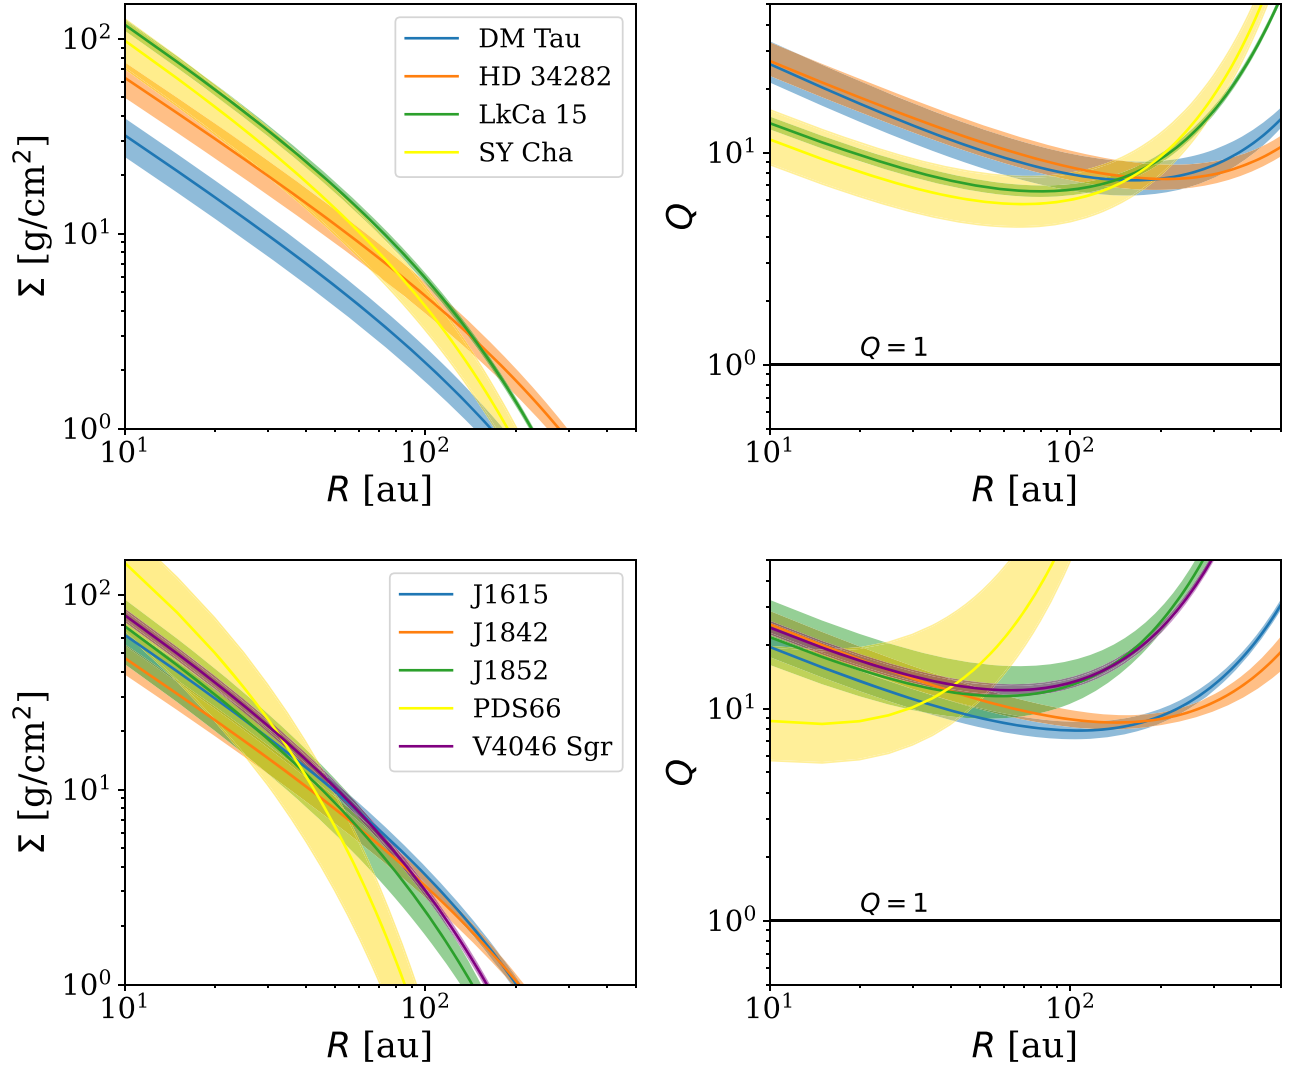 Σ [g/cm²]
10²
10¹
10⁰
DM Tau
HD 34282
LkCa 15
SY Cha
10¹
10²
R [au]
Q
10¹
10⁰
Q = 1
10¹
10²
R [au]
Σ [g/cm²]
10²
10¹
10⁰
J1615
J1842
J1852
PDS66
V4046 Sgr
10¹
10²
R [au]
Q
10¹
10⁰
Q = 1
10¹
10²
R [au]